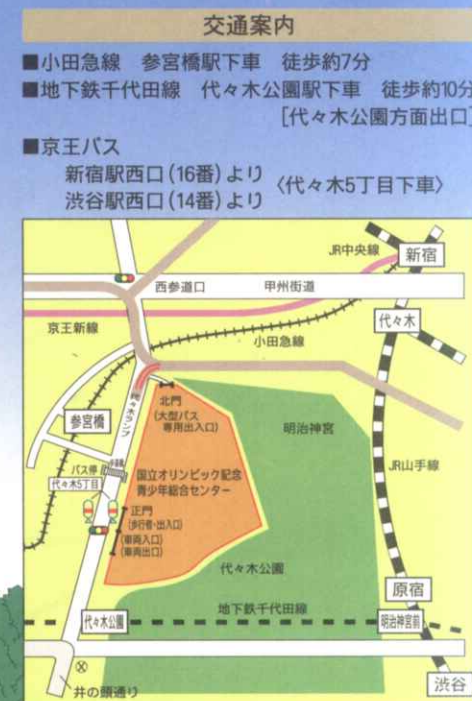 交通案内
■小田急線 参宮橋駅下車 徒歩約7分
■地下鉄千代田線 代々木公園駅下車 徒歩約10分
[代々木公園方面出口]
■京王バス
新宿駅西口(16番)より
渋谷駅西口(14番)より
〈代々木5丁目下車〉
JR中央線
新宿
西参道口
甲州街道
京王新線
小田急線
代々木
代々木ランプ
北門
(大型バス
専用出入口)
明治神宮
参宮橋
JR山手線
バス停
代々木5丁目
歩道橋
国立オリンピック記念
青少年総合センター
正門
(歩行者・出入口)
(車両入口)
(車両出口)
代々木公園
原宿
地下鉄千代田線
代々木公園
明治神宮前
井の頭通り
渋谷